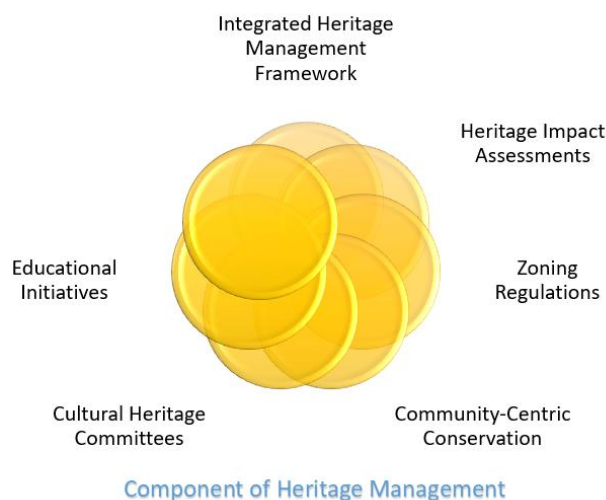 Integrated Heritage
Management
Framework
Heritage Impact
Assessments
Educational
Initiatives
Zoning
Regulations
Cultural Heritage
Committees
Community-Centric
Conservation
Component of Heritage Management